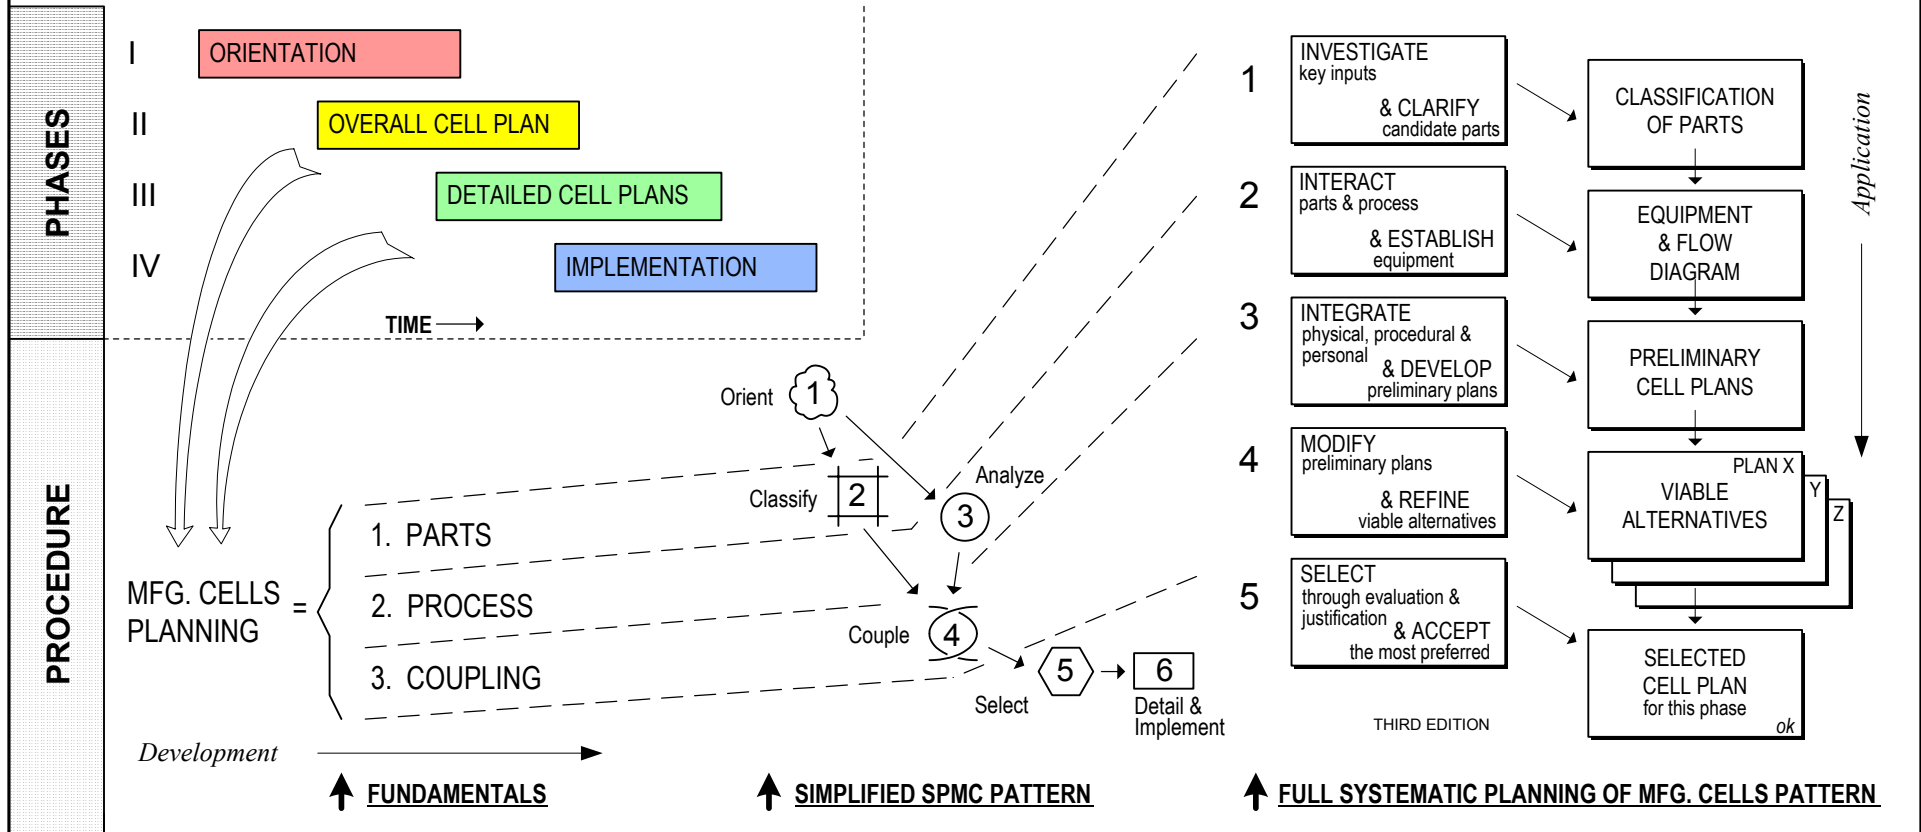 PHASES
I
ORIENTATION
II
OVERALL CELL PLAN
III
DETAILED CELL PLANS
IV
IMPLEMENTATION
TIME
PROCEDURE
MFG. CELLS
PLANNING
=
1. PARTS
2. PROCESS
3. COUPLING
Development
FUNDAMENTALS
Orient
1
Classify
2
Analyze
3
Couple
4
Select
5
6
Detail &
Implement
SIMPLIFIED SPMC PATTERN
1
INVESTIGATE
key inputs
& CLARIFY
candidate parts
CLASSIFICATION
OF PARTS
2
INTERACT
parts & process
& ESTABLISH
equipment
EQUIPMENT
& FLOW
DIAGRAM
3
INTEGRATE
physical, procedural &
personal
& DEVELOP
preliminary plans
PRELIMINARY
CELL PLANS
4
MODIFY
preliminary plans
& REFINE
viable alternatives
PLAN X
VIABLE
ALTERNATIVES
Y
Z
5
SELECT
through evaluation &
justification
& ACCEPT
the most preferred
SELECTED
CELL PLAN
for this phase
ok
Application
THIRD EDITION
FULL SYSTEMATIC PLANNING OF MFG. CELLS PATTERN